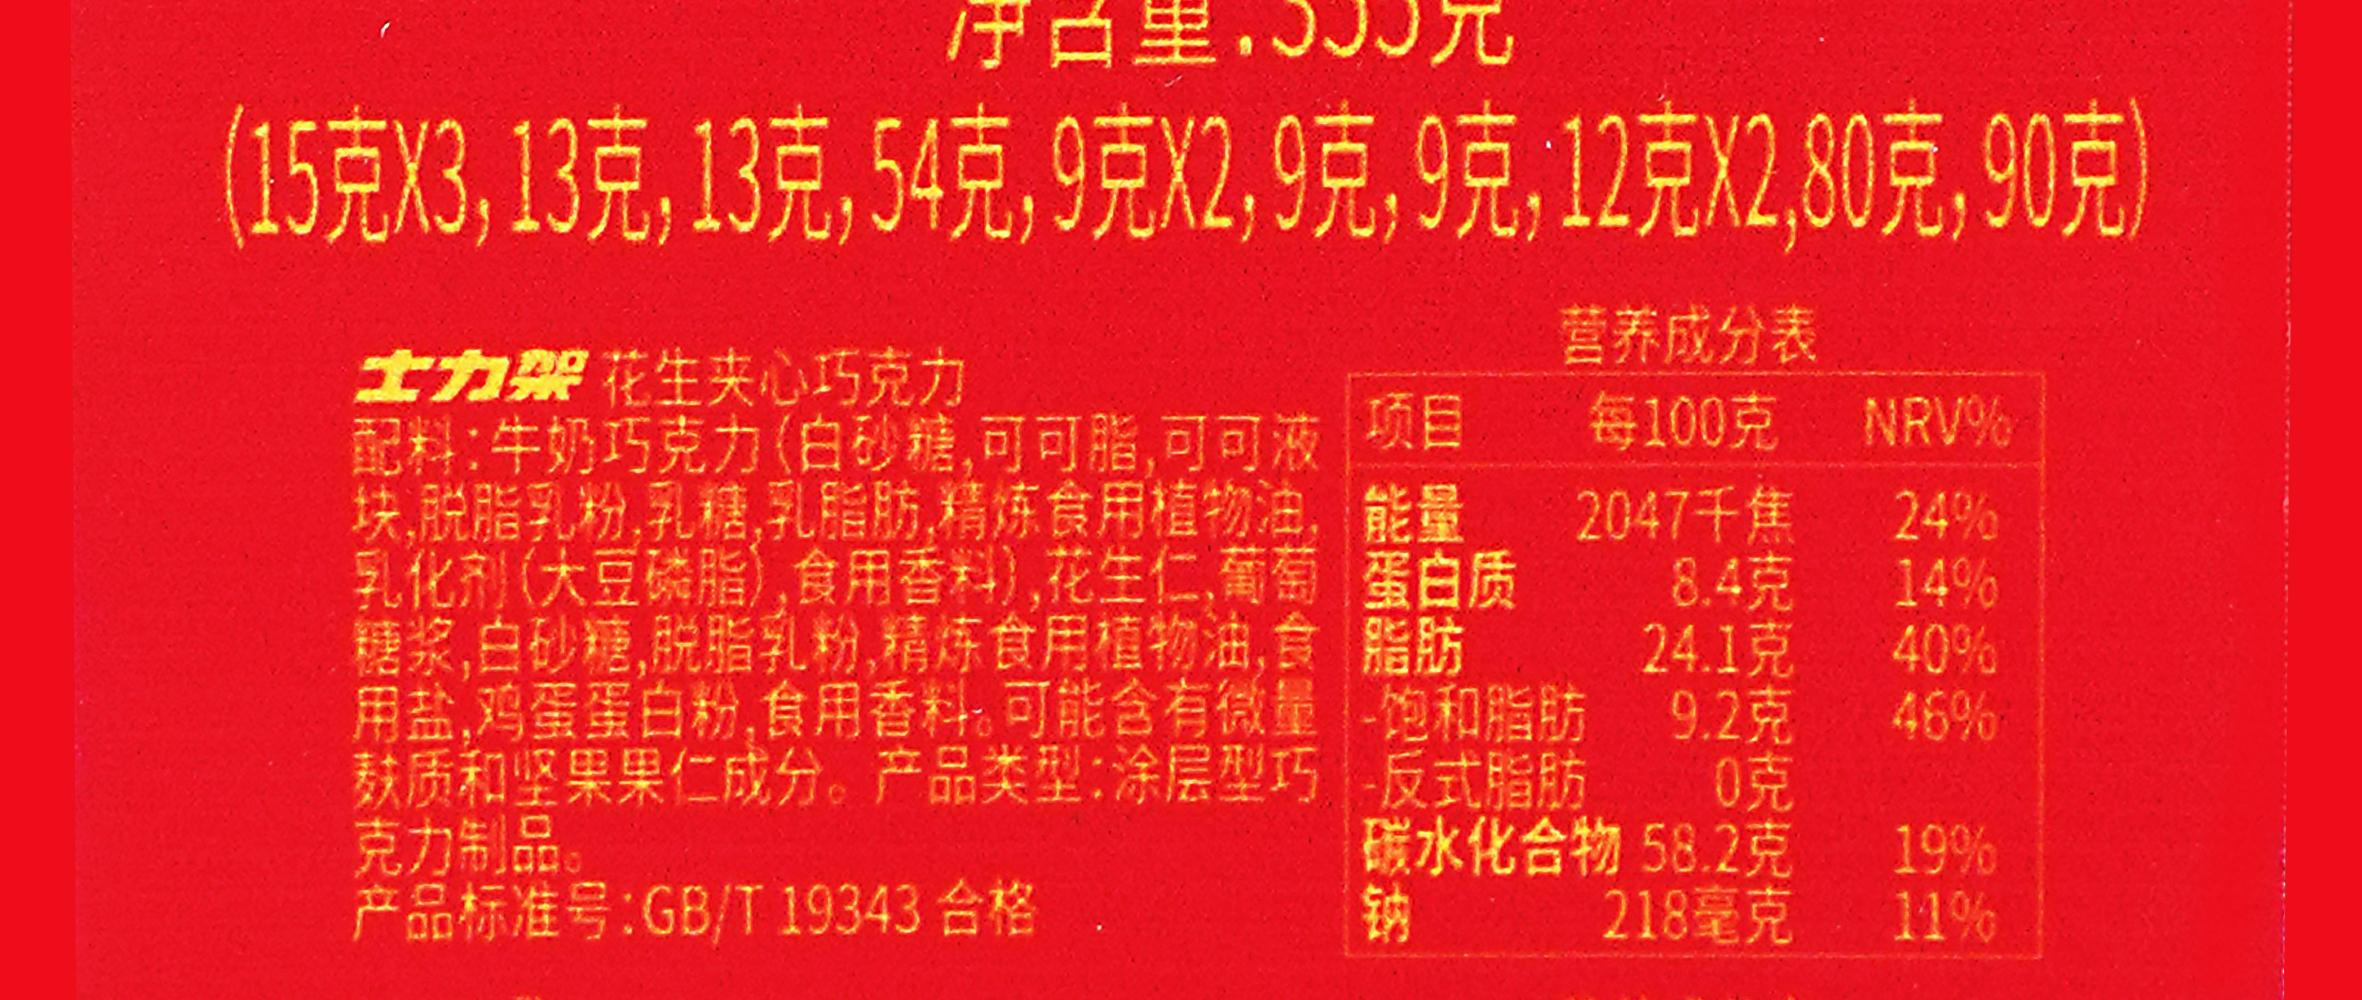 净含量:355克
(15克X3,13克,13克,54克,9克X2,9克,9克,12克X2,80克,90克)
士力架 花生夹心巧克力
配料:牛奶巧克力(白砂糖,可可脂,可可液
块,脱脂乳粉,乳糖,乳脂肪,精炼食用植物油,
乳化剂(大豆磷脂),食用香料),花生仁,葡萄
糖浆,白砂糖,脱脂乳粉,精炼食用植物油,食
用盐,鸡蛋蛋白粉,食用香料。可能含有微量
麸质和坚果果仁成分。产品类型:涂层型巧
克力制品。
产品标准号:GB/T 19343 合格
营养成分表
项目 每100克 NRV%
能量 2047千焦 24%
蛋白质 8.4克 14%
脂肪 24.1克 40%
-饱和脂肪 9.2克 46%
-反式脂肪 0克
碳水化合物 58.2克 19%
钠 218毫克 11%